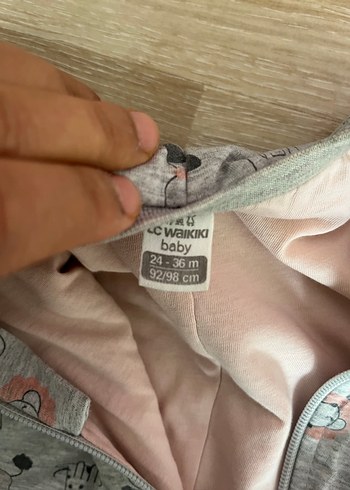 LC WAIKIKI
baby
24 - 36 m
92/98 cm